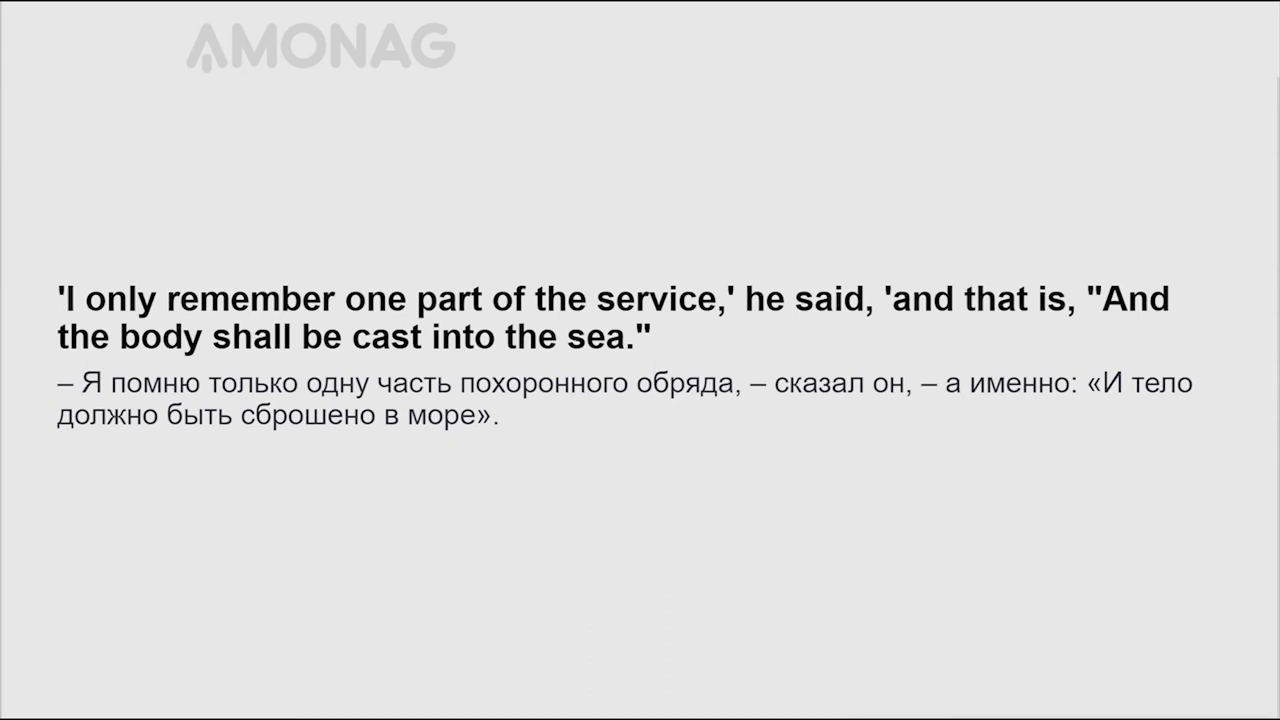 AMONAG
'I only remember one part of the service,' he said, 'and that is, "And
the body shall be cast into the sea."
– Я помню только одну часть похоронного обряда, – сказал он, – а именно: «И тело
должно быть сброшено в море».